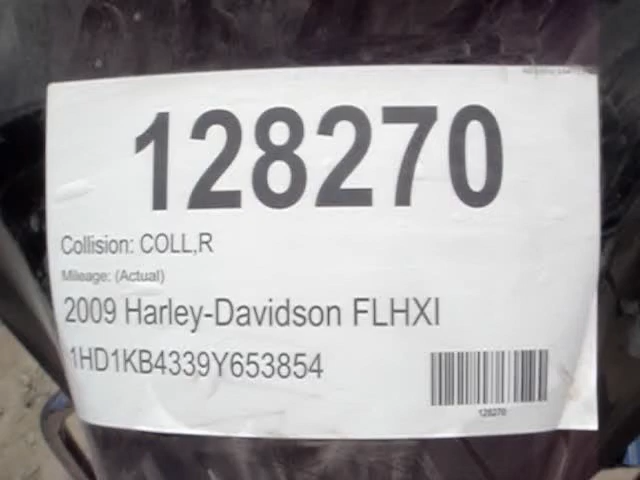 128270
Collision: COLL,R
Mileage: (Actual)
2009 Harley-Davidson FLHXI
1HD1KB4339Y653854
128270